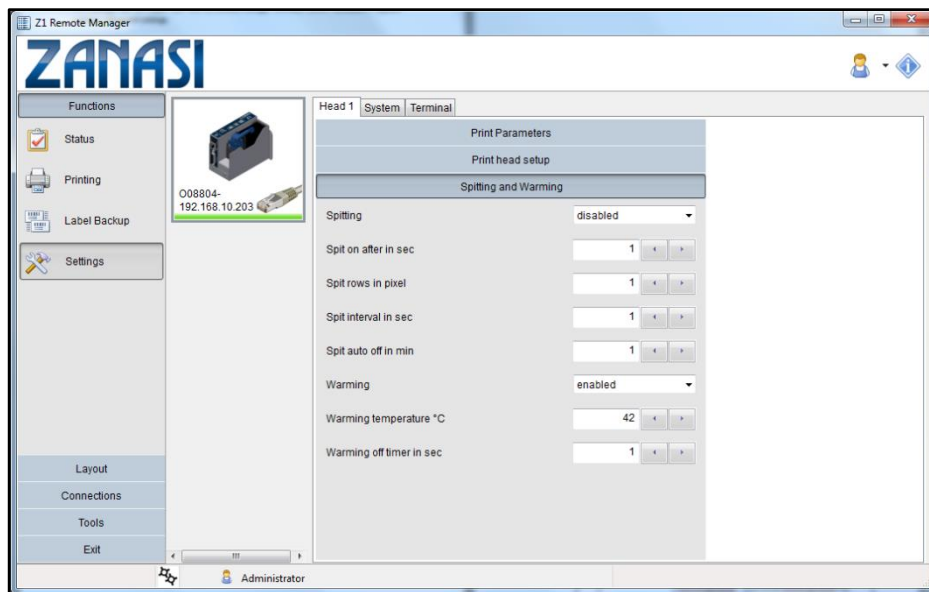 Z1 Remote Manager
ZANASI
Functions
Status
Printing
Label Backup
Settings
Layout
Connections
Tools
Exit
O08804-
192.168.10.203
Head 1 System Terminal
Print Parameters
Print head setup
Spitting and Warming
Spitting disabled
Spit on after in sec 1
Spit rows in pixel 1
Spit interval in sec 1
Spit auto off in min 1
Warming enabled
Warming temperature °C 42
Warming off timer in sec 1
Administrator